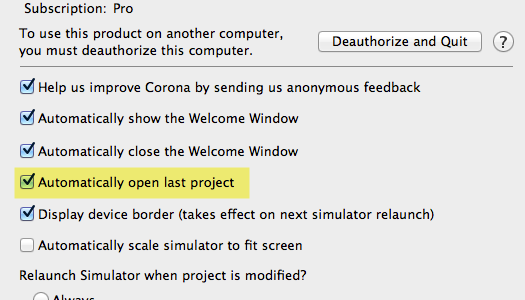 Subscription: Pro
To use this product on another computer,
you must deauthorize this computer.
Deauthorize and Quit
?
Help us improve Corona by sending us anonymous feedback
Automatically show the Welcome Window
Automatically close the Welcome Window
Automatically open last project
Display device border (takes effect on next simulator relaunch)
Automatically scale simulator to fit screen
Relaunch Simulator when project is modified?
Always